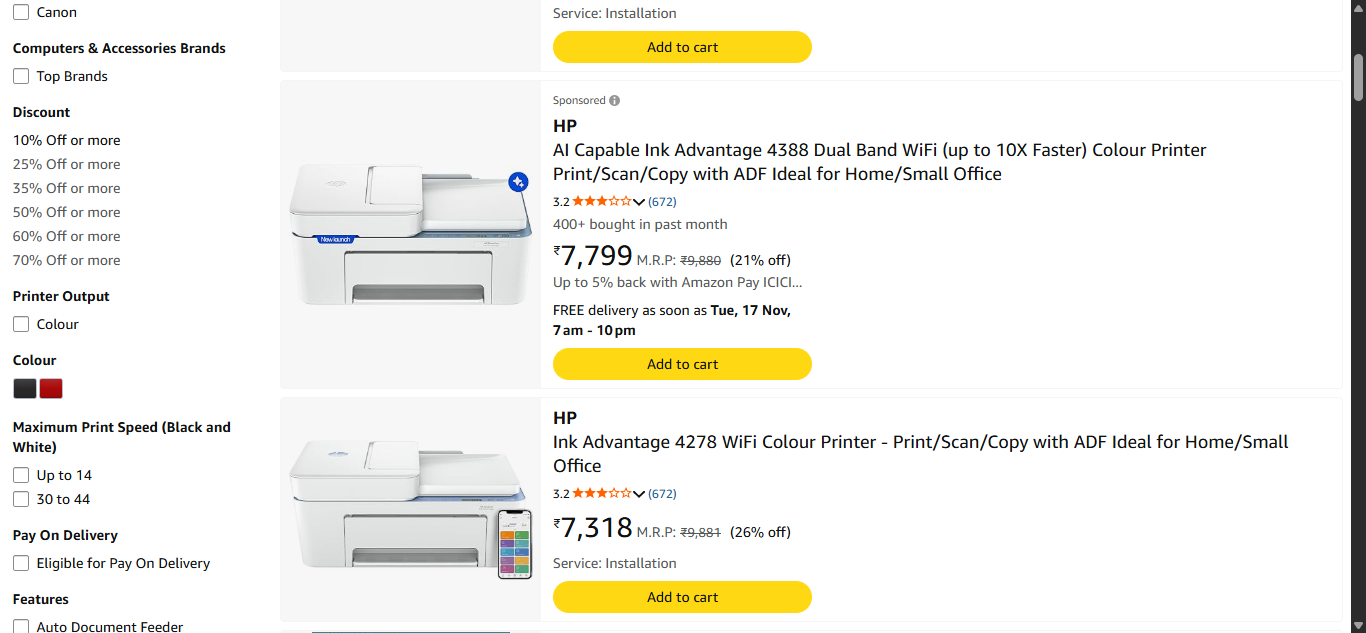 Canon
Computers & Accessories Brands
Top Brands
Discount
10% Off or more
25% Off or more
35% Off or more
50% Off or more
60% Off or more
70% Off or more
Printer Output
Colour
Colour
Maximum Print Speed (Black and
White)
Up to 14
30 to 44
Pay On Delivery
Eligible for Pay On Delivery
Features
Auto Document Feeder
Service: Installation
Add to cart
New launch
Sponsored
HP
AI Capable Ink Advantage 4388 Dual Band WiFi (up to 10X Faster) Colour Printer
Print/Scan/Copy with ADF Ideal for Home/Small Office
3.2 (672)
400+ bought in past month
₹7,799 M.R.P: ₹9,880 (21% off)
Up to 5% back with Amazon Pay ICICI…
FREE delivery as soon as Tue, 17 Nov,
7 am - 10 pm
Add to cart
HP
Ink Advantage 4278 WiFi Colour Printer - Print/Scan/Copy with ADF Ideal for Home/Small
Office
3.2 (672)
₹7,318 M.R.P: ₹9,881 (26% off)
Service: Installation
Add to cart